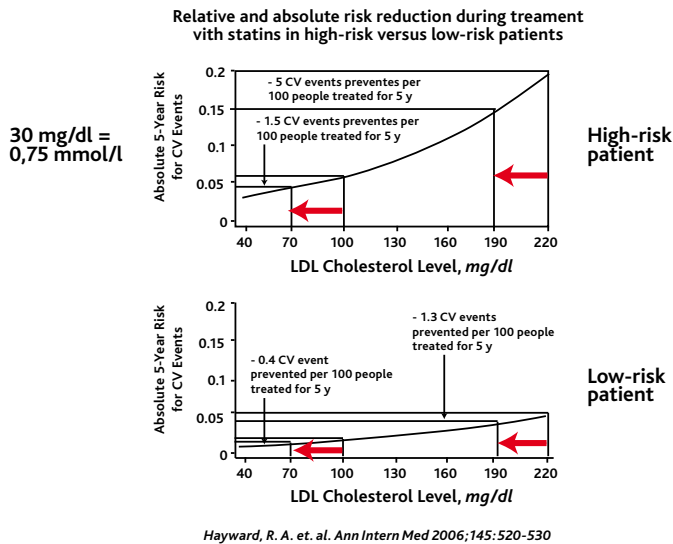 Relative and absolute risk reduction during treament
vith statins in high-risk versus low-risk patients
30 mg/dl =
0,75 mmol/l
Absolute 5-Year Risk
for CV Events
0.2
0.15
0.1
0.05
0
- 5 CV events preventes per
100 people treated for 5 y
- 1.5 CV events preventes per
100 people treated for 5 y
40 70 100 130 160 190 220
LDL Cholesterol Level, mg/dl
High-risk
patient
Absolute 5-Year Risk
for CV Events
0.2
0.15
0.1
0.05
0
- 1.3 CV events
prevented per 100 people
treated for 5 y
- 0.4 CV event
prevented per 100 people
treated for 5 y
40 70 100 130 160 190 220
LDL Cholesterol Level, mg/dl
Low-risk
patient
Hayward, R. A. et. al. Ann Intern Med 2006;145:520-530